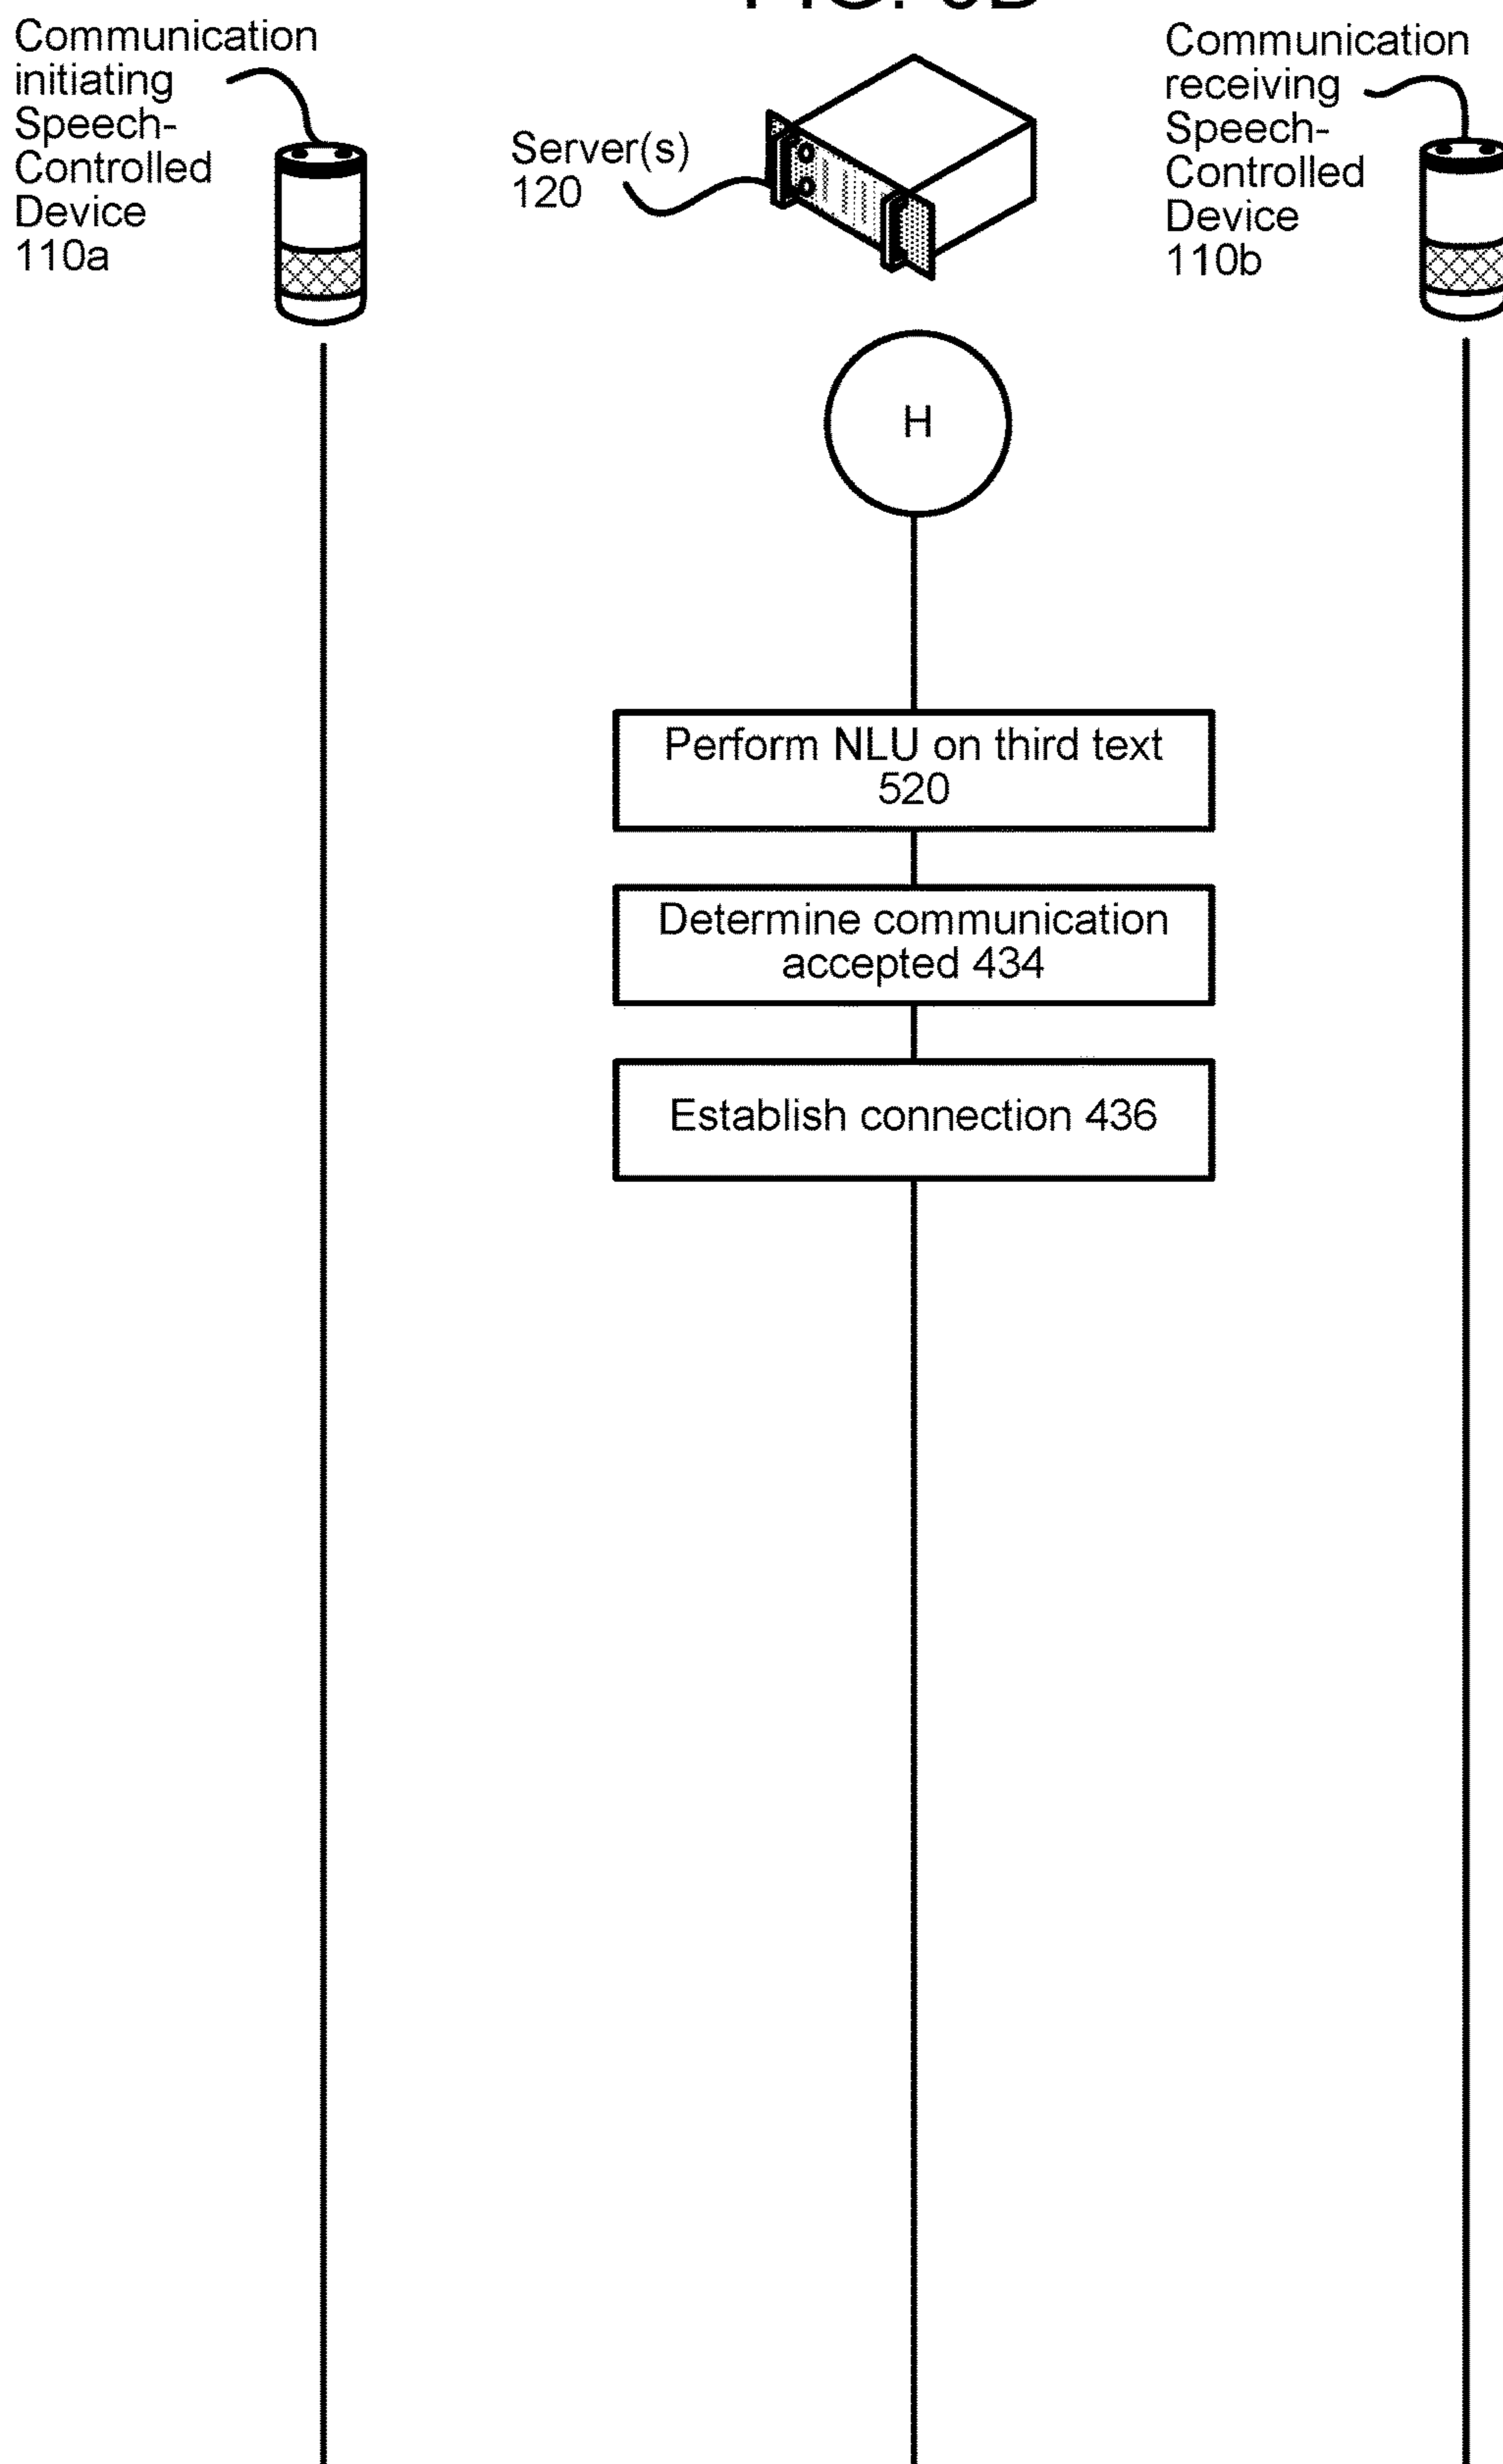 Communication
initiating
Speech-
Controlled
Device
110a
Server(s)
120
Communication
receiving
Speech-
Controlled
Device
110b
H
Perform NLU on third text
520
Determine communication
accepted 434
Establish connection 436